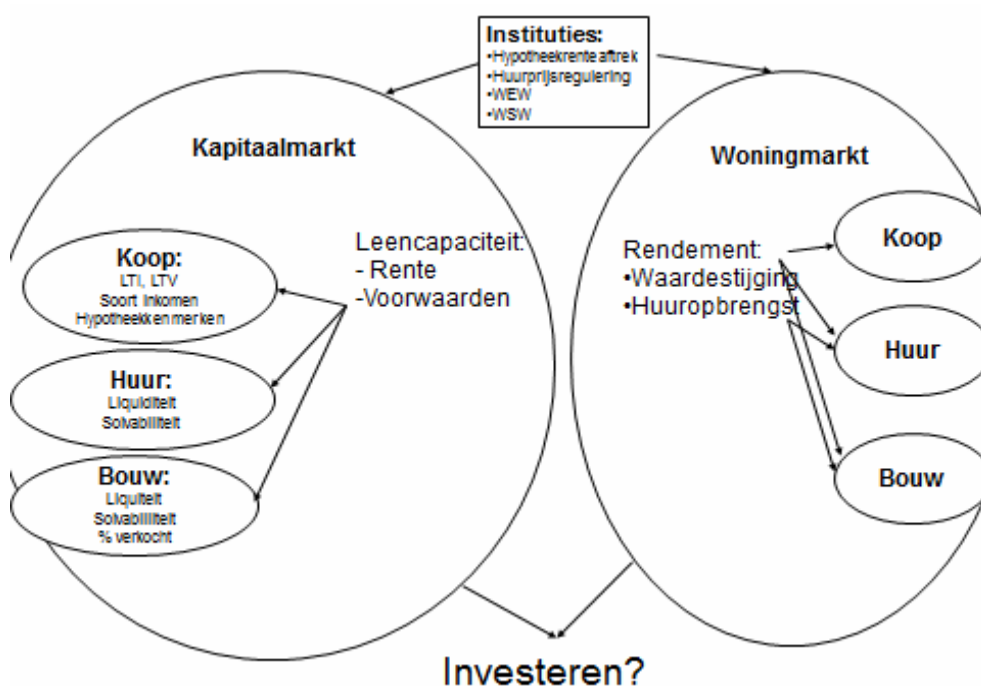 Instituties:
•Hypotheekrenteaftrek
•Huurprijsregulering
•WEW
•WSW
Kapitaalmarkt
Leencapaciteit:
- Rente
-Voorwaarden
Koop:
LTI, LTV
Soort Inkomen
Hypotheekkenmerken
Huur:
Liquiditeit
Solvabiliteit
Bouw:
Liquiteit
Solvabiliteit
% verkocht
Woningmarkt
Rendement:
•Waardestijging
•Huuropbrengst
Koop
Huur
Bouw
Investeren?